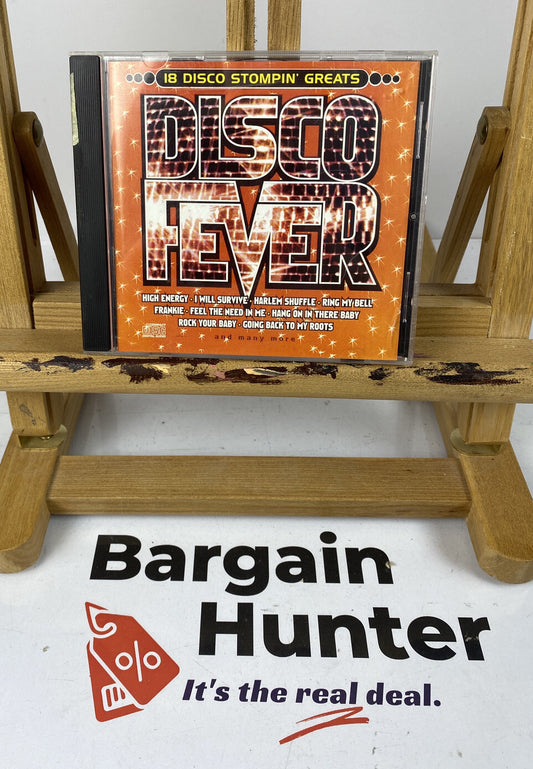 18 DISCO STOMPIN' GREATS
DISCO
FEVER
HIGH ENERGY · I WILL SURVIVE · HARLEM SHUFFLE · RING MY BELL
FRANKIE · FEEL THE NEED IN ME · HANG ON IN THERE BABY
ROCK YOUR BABY · GOING BACK TO MY ROOTS
and many more
DIGITAL AUDIO
Bargain
Hunter
%
It's the real deal.